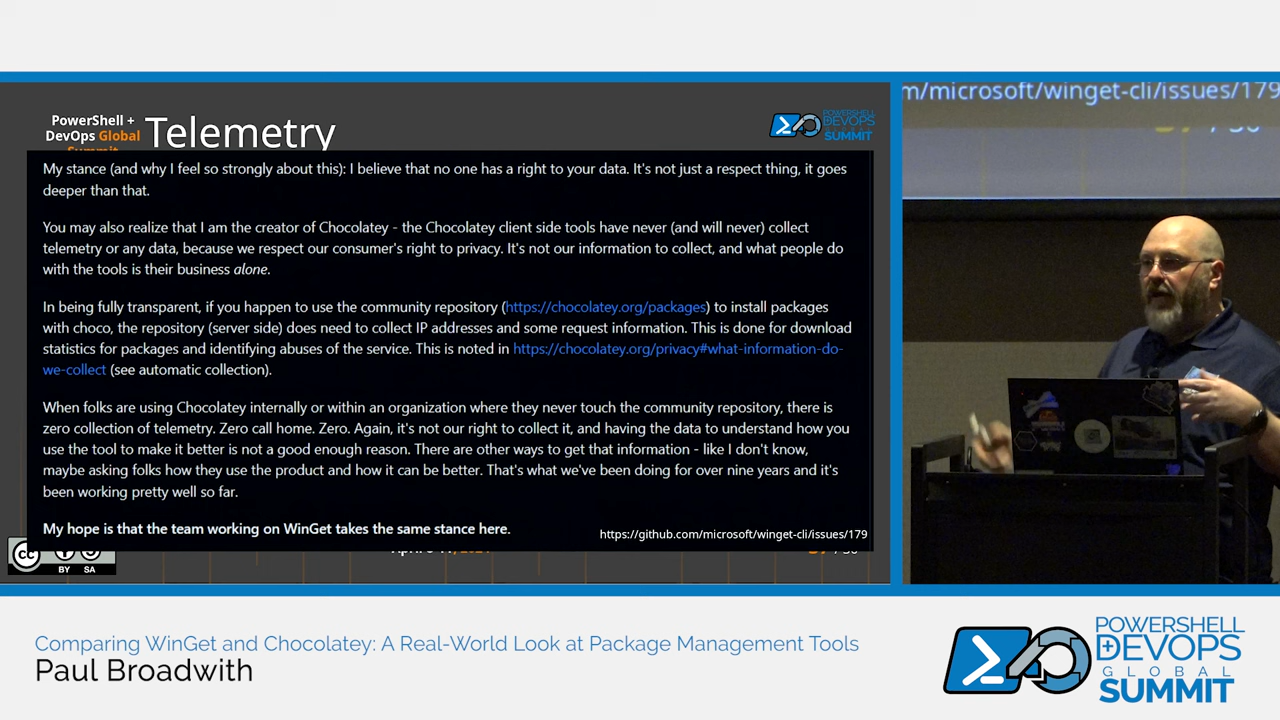 m/microsoft/winget-cli/issues/179
PowerShell +
DevOps Global
Summit
Telemetry
POWERSHELL
DEVOPS
SUMMIT
My stance (and why I feel so strongly about this): I believe that no one has a right to your data. It's not just a respect thing, it goes
deeper than that.
You may also realize that I am the creator of Chocolatey - the Chocolatey client side tools have never (and will never) collect
telemetry or any data, because we respect our consumer's right to privacy. It's not our information to collect, and what people do
with the tools is their business alone.
In being fully transparent, if you happen to use the community repository (https://chocolatey.org/packages) to install packages
with choco, the repository (server side) does need to collect IP addresses and some request information. This is done for download
statistics for packages and identifying abuses of the service. This is noted in https://chocolatey.org/privacy#what-information-do-
we-collect (see automatic collection).
When folks are using Chocolatey internally or within an organization where they never touch the community repository, there is
zero collection of telemetry. Zero call home. Zero. Again, it's not our right to collect it, and having the data to understand how you
use the tool to make it better is not a good enough reason. There are other ways to get that information - like I don't know,
maybe asking folks how they use the product and how it can be better. That's what we've been doing for over nine years and it's
been working pretty well so far.
My hope is that the team working on WinGet takes the same stance here.
https://github.com/microsoft/winget-cli/issues/179
CC
BY SA
Comparing WinGet and Chocolatey: A Real-World Look at Package Management Tools
Paul Broadwith
POWERSHELL
DEVOPS
GLOBAL
SUMMIT